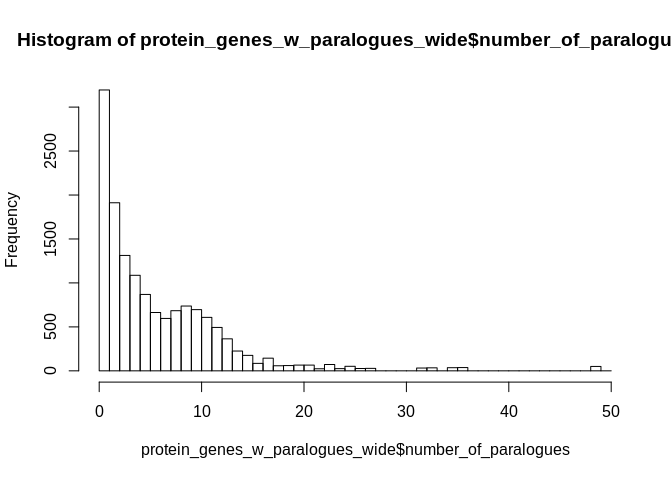 Histogram of protein_genes_w_paralogues_wide$number_of_paralogu
Frequency
0 500 1500 2500
0 10 20 30 40 50
protein_genes_w_paralogues_wide$number_of_paralogues